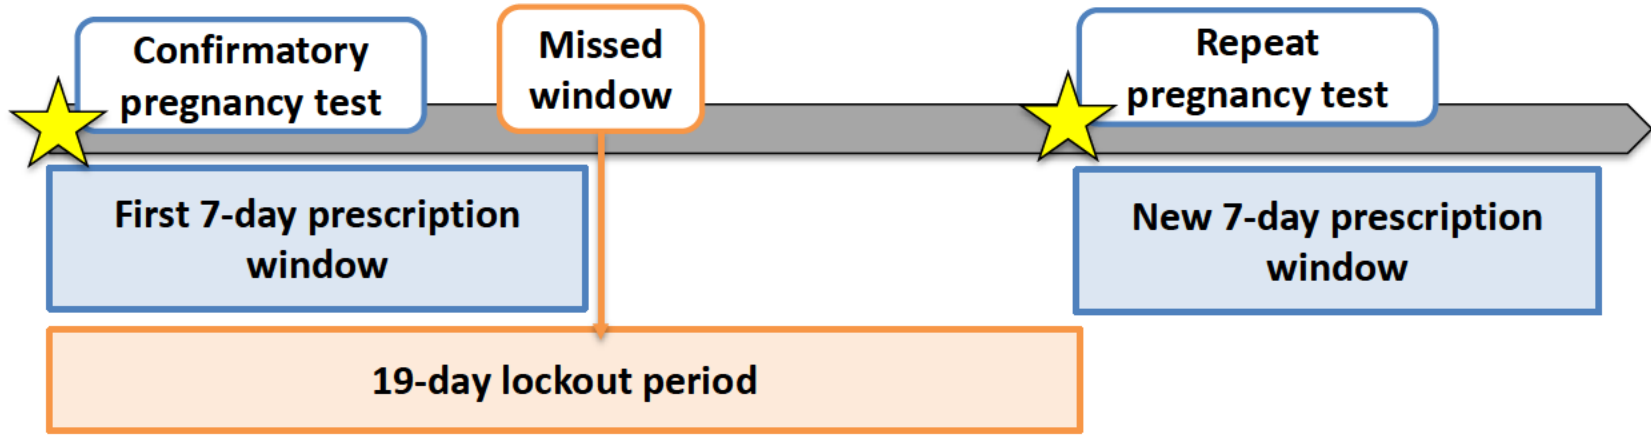 Confirmatory
pregnancy test
Missed
window
Repeat
pregnancy test
First 7-day prescription
window
New 7-day prescription
window
19-day lockout period